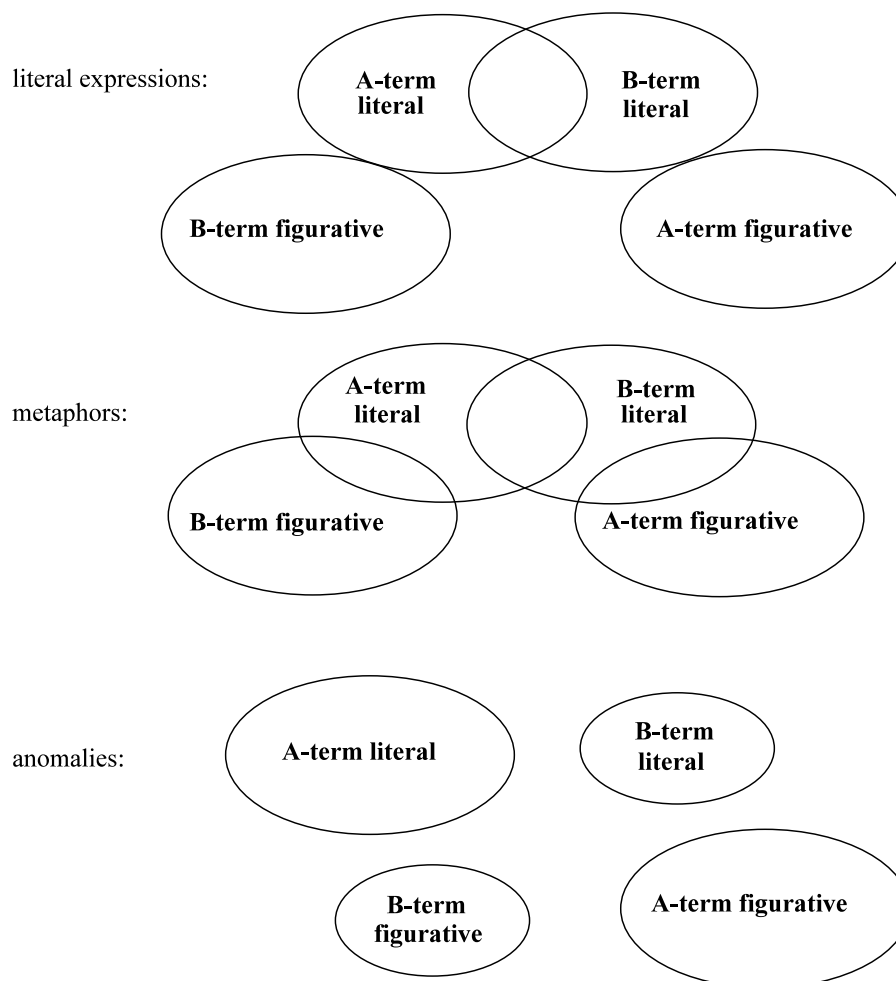 literal expressions:
A-term
literal
B-term
literal
B-term figurative
A-term figurative
metaphors:
A-term
literal
B-term
literal
B-term figurative
A-term figurative
anomalies:
A-term literal
B-term
literal
B-term
figurative
A-term figurative